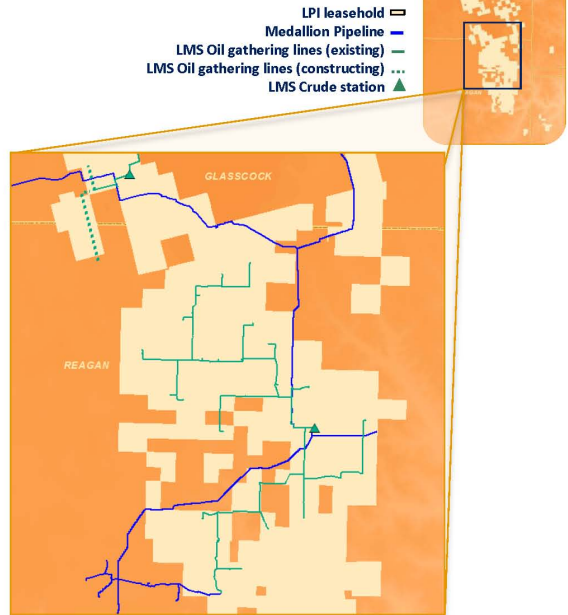 LPI leasehold
Medallion Pipeline
LMS Oil gathering lines (existing)
LMS Oil gathering lines (constructing)
LMS Crude station
GLASSCOCK
REAGAN